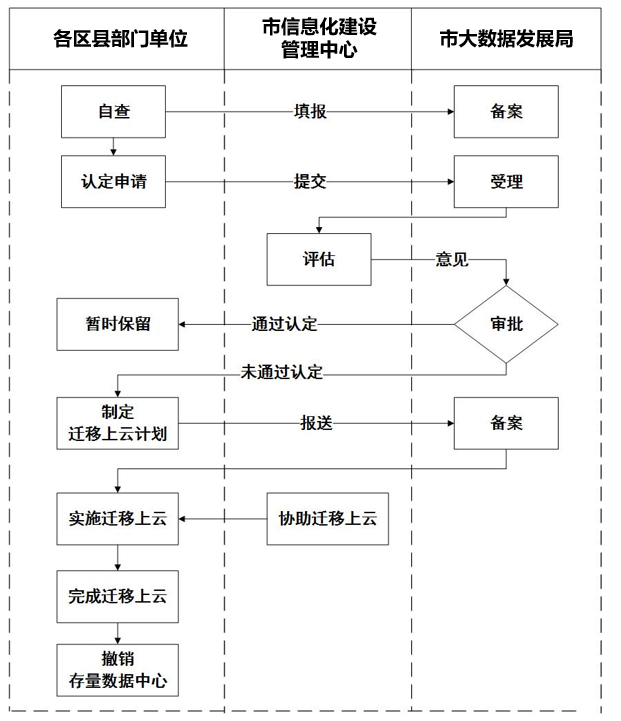 各区县部门单位
市信息化建设
管理中心
市大数据发展局
自查
填报
备案
认定申请
提交
受理
评估
意见
暂时保留
通过认定
审批
未通过认定
制定
迁移上云计划
报送
备案
实施迁移上云
协助迁移上云
完成迁移上云
撤销
存量数据中心